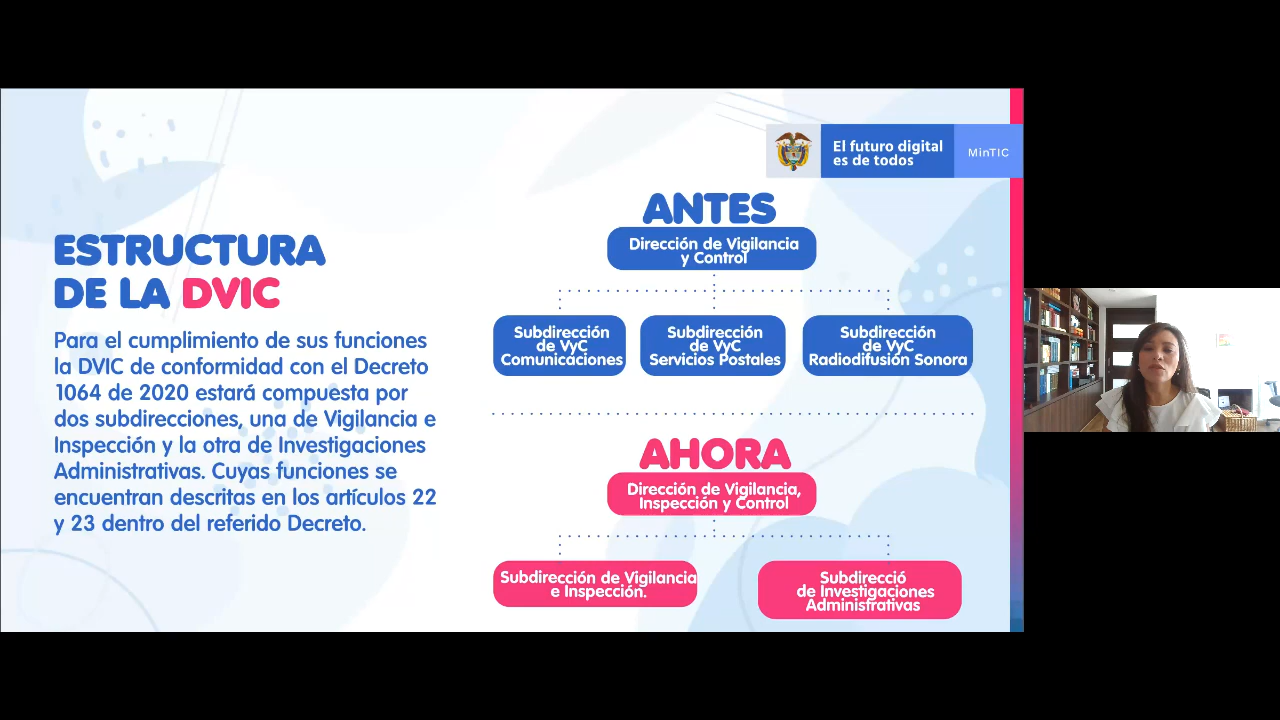 El futuro digital
es de todos
MinTIC
ESTRUCTURA
DE LA DVIC
Para el cumplimiento de sus funciones
la DVIC de conformidad con el Decreto
1064 de 2020 estará compuesta por
dos subdirecciones, una de Vigilancia e
Inspección y la otra de Investigaciones
Administrativas. Cuyas funciones se
encuentran descritas en los artículos 22
y 23 dentro del referido Decreto.
ANTES
Dirección de Vigilancia
y Control
Subdirección
de VyC
Comunicaciones
Subdirección
de VyC
Servicios Postales
Subdirección
de VyC
Radiodifusión Sonora
AHORA
Dirección de Vigilancia,
Inspección y Control
Subdirección de Vigilancia
e Inspección.
Subdirecció
de Investigaciones
Administrativas